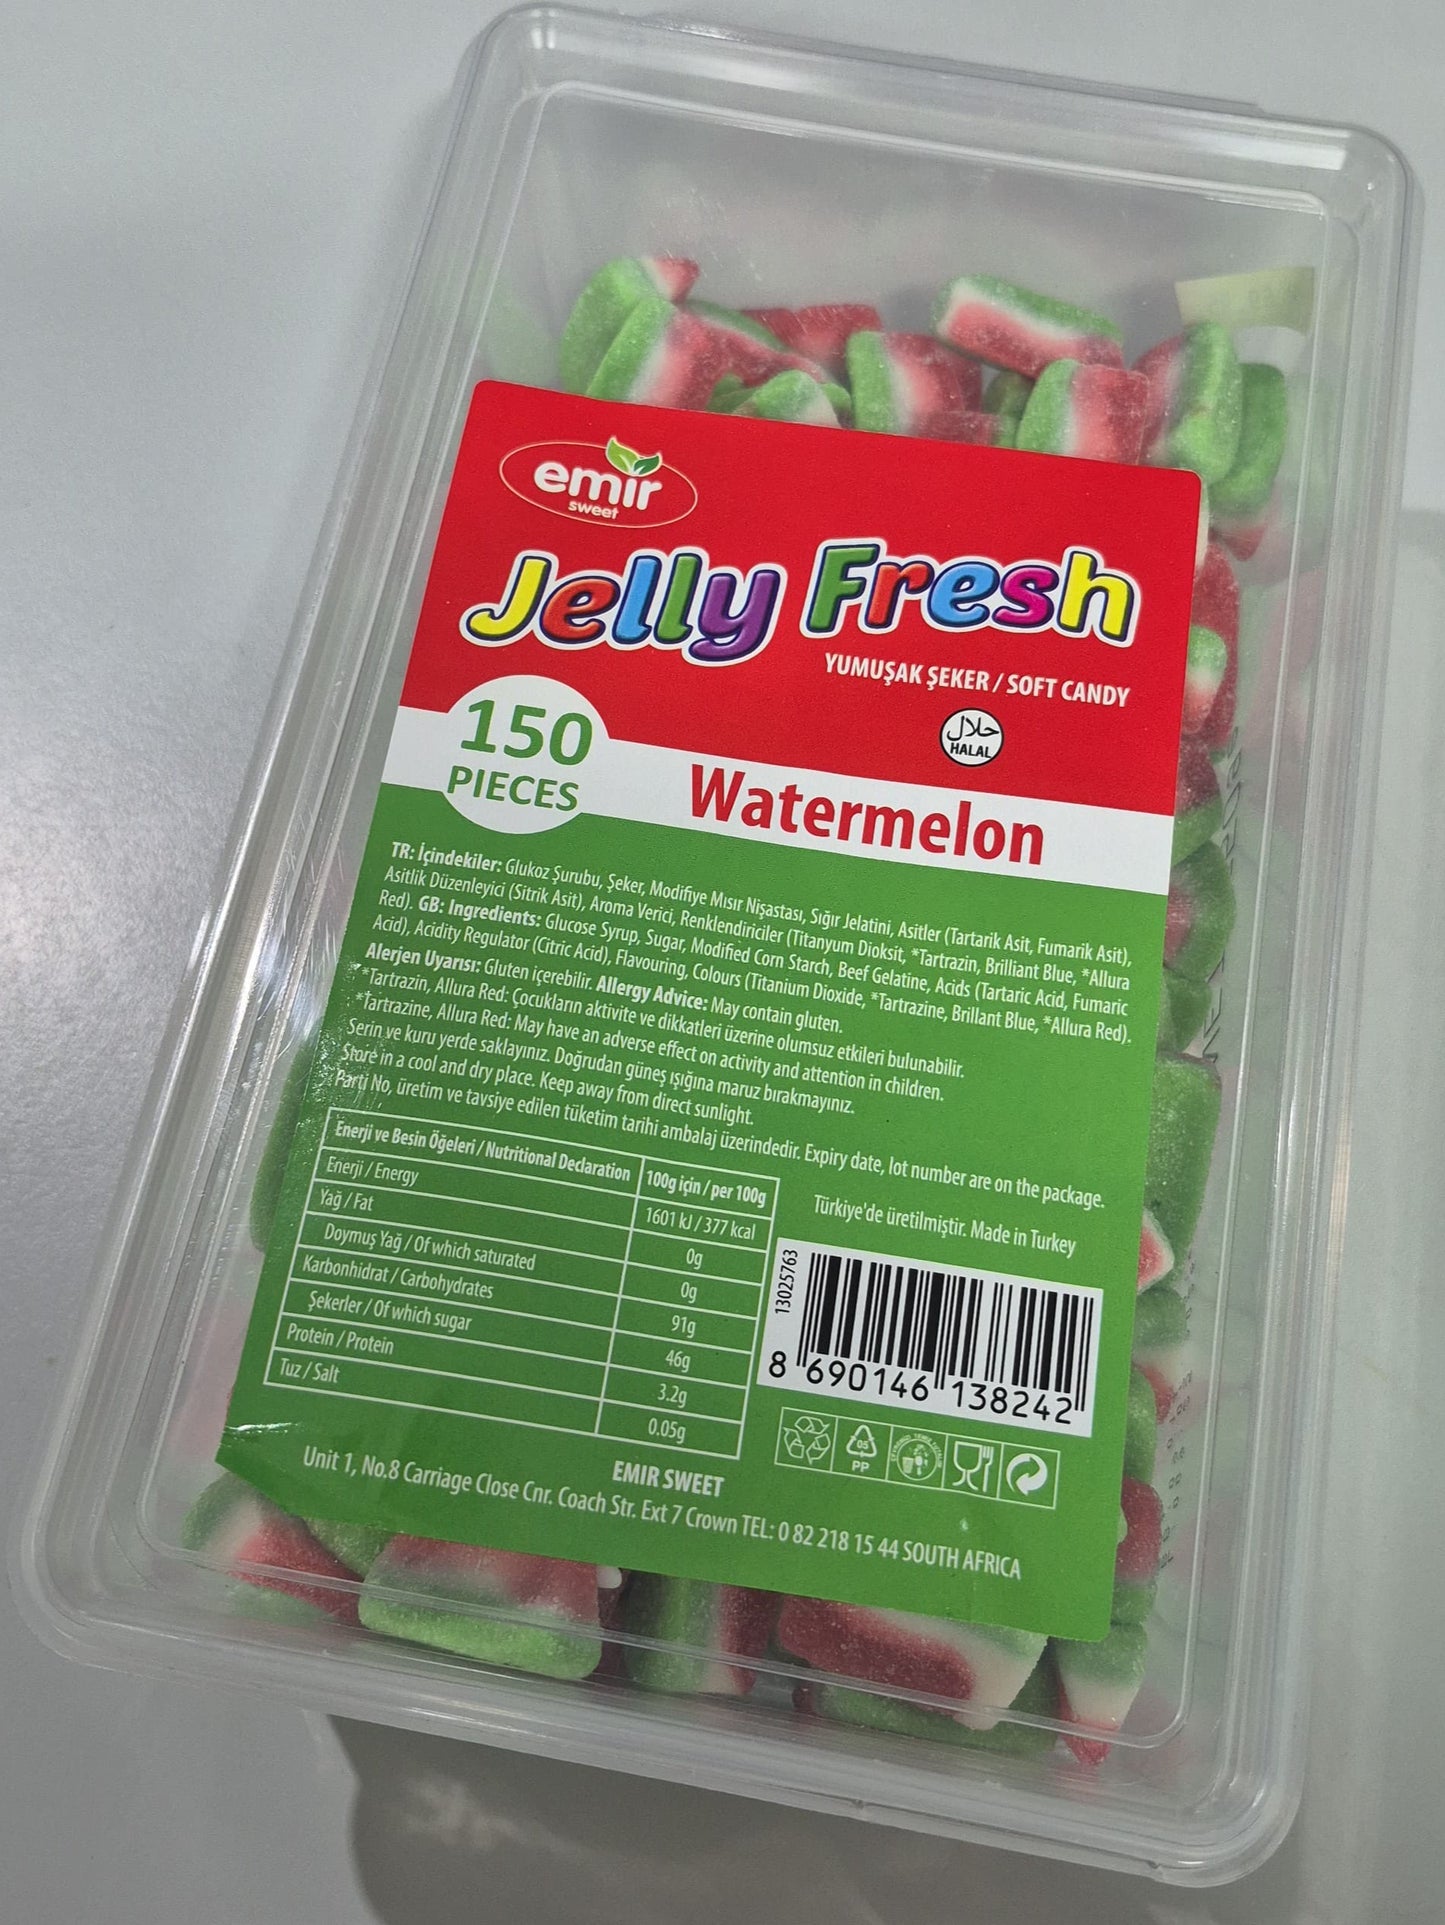 emir
sweet
Jelly Fresh
YUMUŞAK ŞEKER / SOFT CANDY
حلال
HALAL
150
PIECES
Watermelon
TR: İçindekiler: Glukoz Şurubu, Şeker, Modifiye Mısır Nişastası, Sığır Jelatini, Asitler (Tartarik Asit, Fumarik Asit),
Asitlik Düzenleyici (Sitrik Asit), Aroma Verici, Renklendiriciler (Titanyum Dioksit, *Tartrazin, Brilliant Blue, *Allura
Red). GB: Ingredients: Glucose Syrup, Sugar, Modified Corn Starch, Beef Gelatine, Acids (Tartaric Acid, Fumaric
Acid), Acidity Regulator (Citric Acid), Flavouring, Colours (Titanium Dioxide, *Tartrazine, Brillant Blue, *Allura Red).
Alerjen Uyarısı: Gluten içerebilir. Allergy Advice: May contain gluten.
*Tartrazin, Allura Red: Çocukların aktivite ve dikkatleri üzerine olumsuz etkileri bulunabilir.
*Tartrazine, Allura Red: May have an adverse effect on activity and attention in children.
Serin ve kuru yerde saklayınız. Doğrudan güneş ışığına maruz bırakmayınız.
Store in a cool and dry place. Keep away from direct sunlight.
Parti No, üretim ve tavsiye edilen tüketim tarihi ambalaj üzerindedir. Expiry date, lot number are on the package.
Enerji ve Besin Öğeleri / Nutritional Declaration 100g için / per 100g
Enerji / Energy 1601 kJ / 377 kcal
Yağ / Fat 0g
Doymuş Yağ / Of which saturated 0g
Karbonhidrat / Carbohydrates 91g
Şekerler / Of which sugar 46g
Protein / Protein 3.2g
Tuz / Salt 0.05g
Türkiye'de üretilmiştir. Made in Turkey
13025763
8 690146 138242
05
PP
EMIR SWEET
Unit 1, No.8 Carriage Close Cnr. Coach Str. Ext 7 Crown TEL: 0 82 218 15 44 SOUTH AFRICA